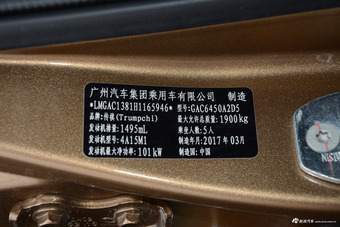 广州汽车集团乘用车有限公司 制造
*LMGAC1381H1165946* 型号:GAC6450A2D5
品牌:传祺(Trumpchi) 最大允许总质量:1900kg
发动机排量:1495mL 乘坐人数:5人
发动机型号:4A15M1 制造年月:2017年03月
发动机最大净功率:101kW 制造国:中国